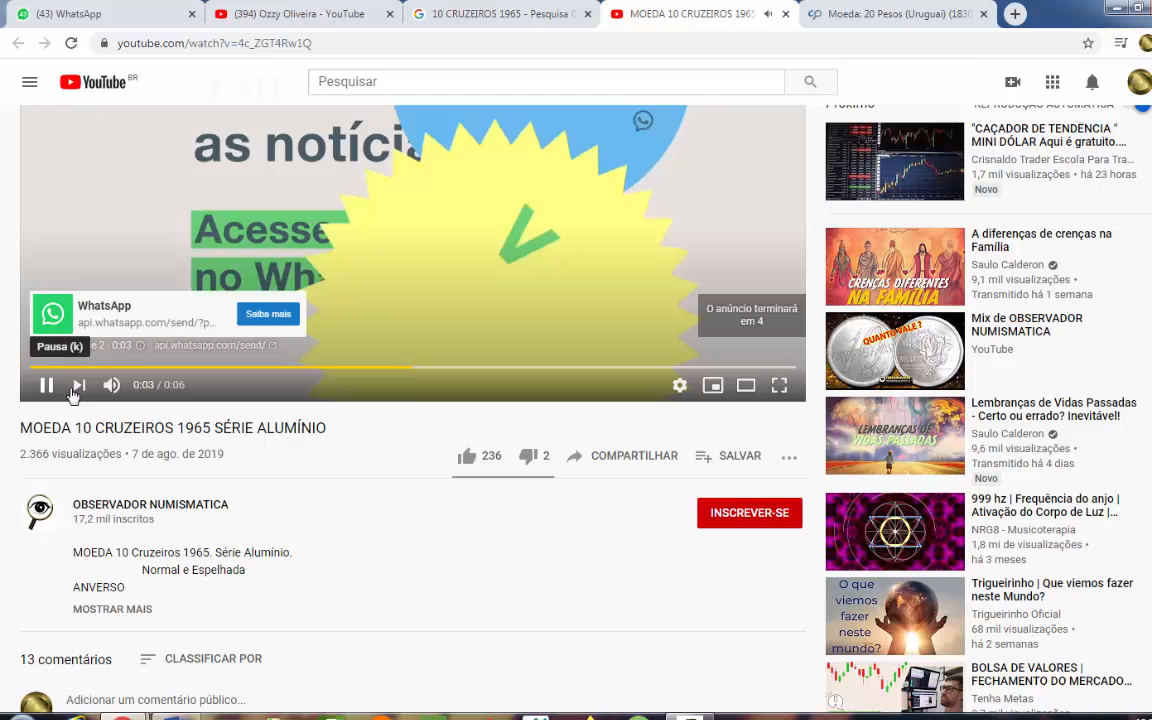 (43) WhatsApp
(394) Ozzy Oliveira - YouTube
10 CRUZEIROS 1965 - Pesquisa G
MOEDA 10 CRUZEIROS 1965
Moeda: 20 Pesos (Uruguai) (1830
youtube.com/watch?v=4c_ZGT4Rw1Q
YouTube BR
Pesquisar
as notíci
Acesse
no Wh
V
WhatsApp
api.whatsapp.com/send/?p...
Saiba mais
O anúncio terminará
em 4
Pausa (k)
e 2 · 0:03
api.whatsapp.com/send/
0:03 / 0:06
MOEDA 10 CRUZEIROS 1965 SÉRIE ALUMÍNIO
2.366 visualizações • 7 de ago. de 2019
236
2
COMPARTILHAR
SALVAR
OBSERVADOR NUMISMATICA
17,2 mil inscritos
INSCREVER-SE
MOEDA 10 Cruzeiros 1965. Série Alumínio.
Normal e Espelhada
ANVERSO
MOSTRAR MAIS
13 comentários
CLASSIFICAR POR
Adicionar um comentário público...
Próximo
REPRODUÇÃO AUTOMÁTICA
"CAÇADOR DE TENDÊNCIA "
MINI DÓLAR Aqui é gratuito....
Crisnaldo Trader Escola Para Tra...
1,7 mil visualizações • há 23 horas
Novo
CRENÇAS DIFERENTES
NA FAMÍLIA
A diferenças de crenças na
Família
Saulo Calderon
9,1 mil visualizações •
Transmitido há 1 semana
QUANTO VALE ?
Mix de OBSERVADOR
NUMISMATICA
YouTube
LEMBRANÇAS DE
VIDAS PASSADAS
Lembranças de Vidas Passadas
- Certo ou errado? Inevitável!
Saulo Calderon
9,6 mil visualizações •
Transmitido há 4 dias
Novo
999 hz | Frequência do anjo |
Ativação do Corpo de Luz |...
NRG8 - Musicoterapia
1,8 mi de visualizações •
há 3 meses
O que
viemos
fazer
neste
mundo?
Trigueirinho | Que viemos fazer
neste Mundo?
Trigueirinho Oficial
68 mil visualizações •
há 2 semanas
BOLSA DE VALORES |
FECHAMENTO DO MERCADO...
Tenha Metas